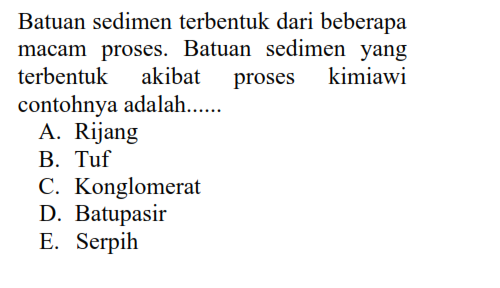 Batuan sedimen terbentuk dari beberapa
macam proses. Batuan sedimen yang
terbentuk akibat proses kimiawi
contohnya adalah......
A. Rijang
B. Tuf
C. Konglomerat
D. Batupasir
E. Serpih